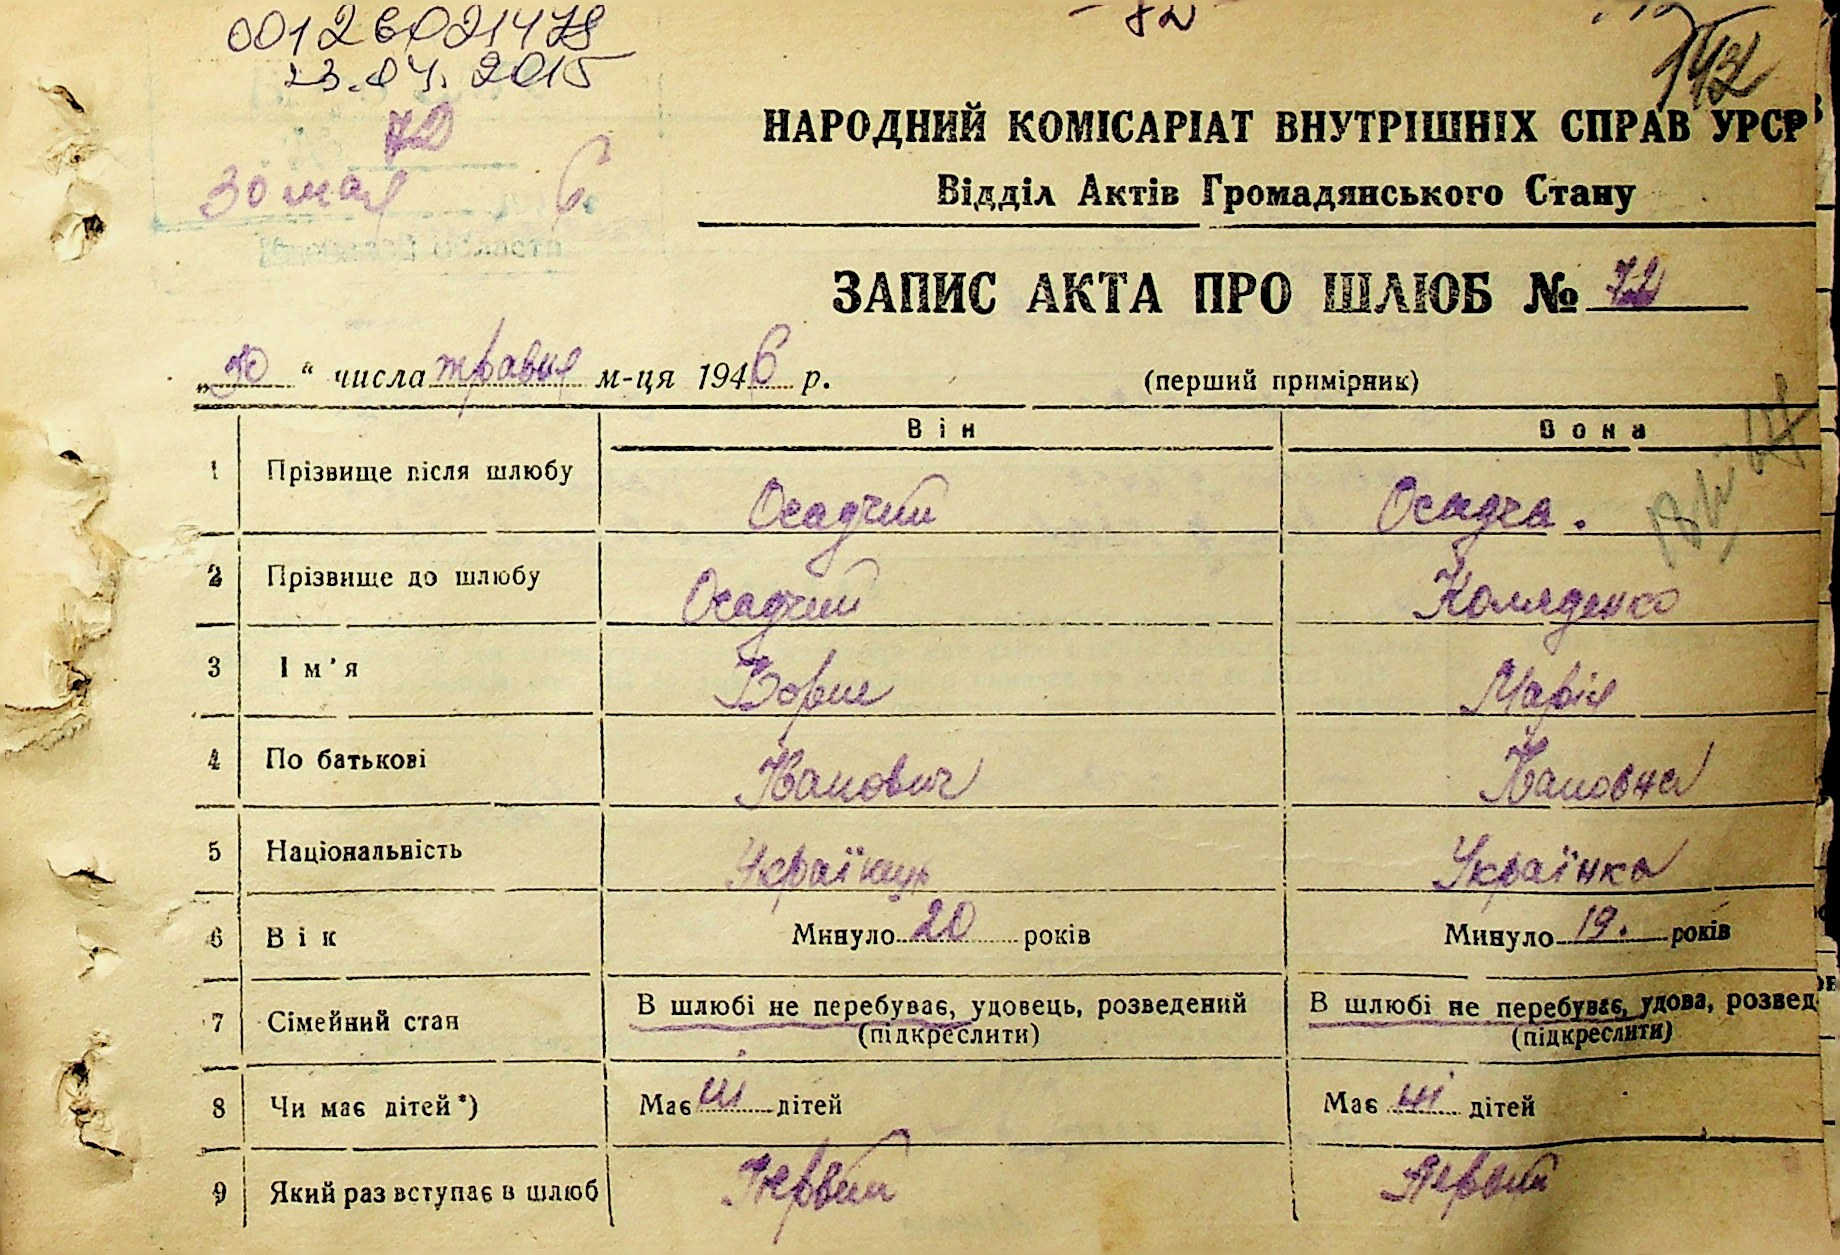 00126021478
23.04.2015
72
30 мая 6
НАРОДНИЙ КОМІСАРІАТ ВНУТРІШНІХ СПРАВ УРСР
Відділ Актів Громадянського Стану
ЗАПИС АКТА ПРО ШЛЮБ № 72
„30“ числа травня м-ця 1946 р. (перший примірник)
Він Вона
1 Прізвище після шлюбу Осадчий Осадча.
2 Прізвище до шлюбу Осадчий Коляденко
3 Ім'я Борис Марія
4 По батькові Іванович Івановна
5 Національність Українць Українка
6 Вік Минуло 20 років Минуло 19. років
7 Сімейний стан В шлюбі не перебуває, удовець, розведений В шлюбі не перебуває, удова, розвед
(підкреслити) (підкреслити)
8 Чи має дітей*) Має ні дітей Має ні дітей
9 Який раз вступає в шлюб Первий Первий